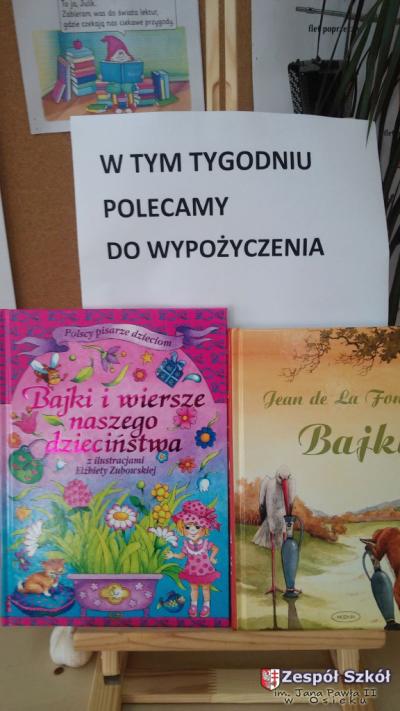 To ja, Julik.
Zabieram was do świata lektur,
gdzie czekają nas ciekawe przygody.
W TYM TYGODNIU
POLECAMY
DO WYPOŻYCZENIA
Polscy pisarze dzieciom
Bajki i wiersze
naszego
dzieciństwa
z ilustracjami
Elżbiety Zubowskiej
Jean de La Fon
Bajk
Zespół Szkół
im. Jana Pawła II
w Osieku